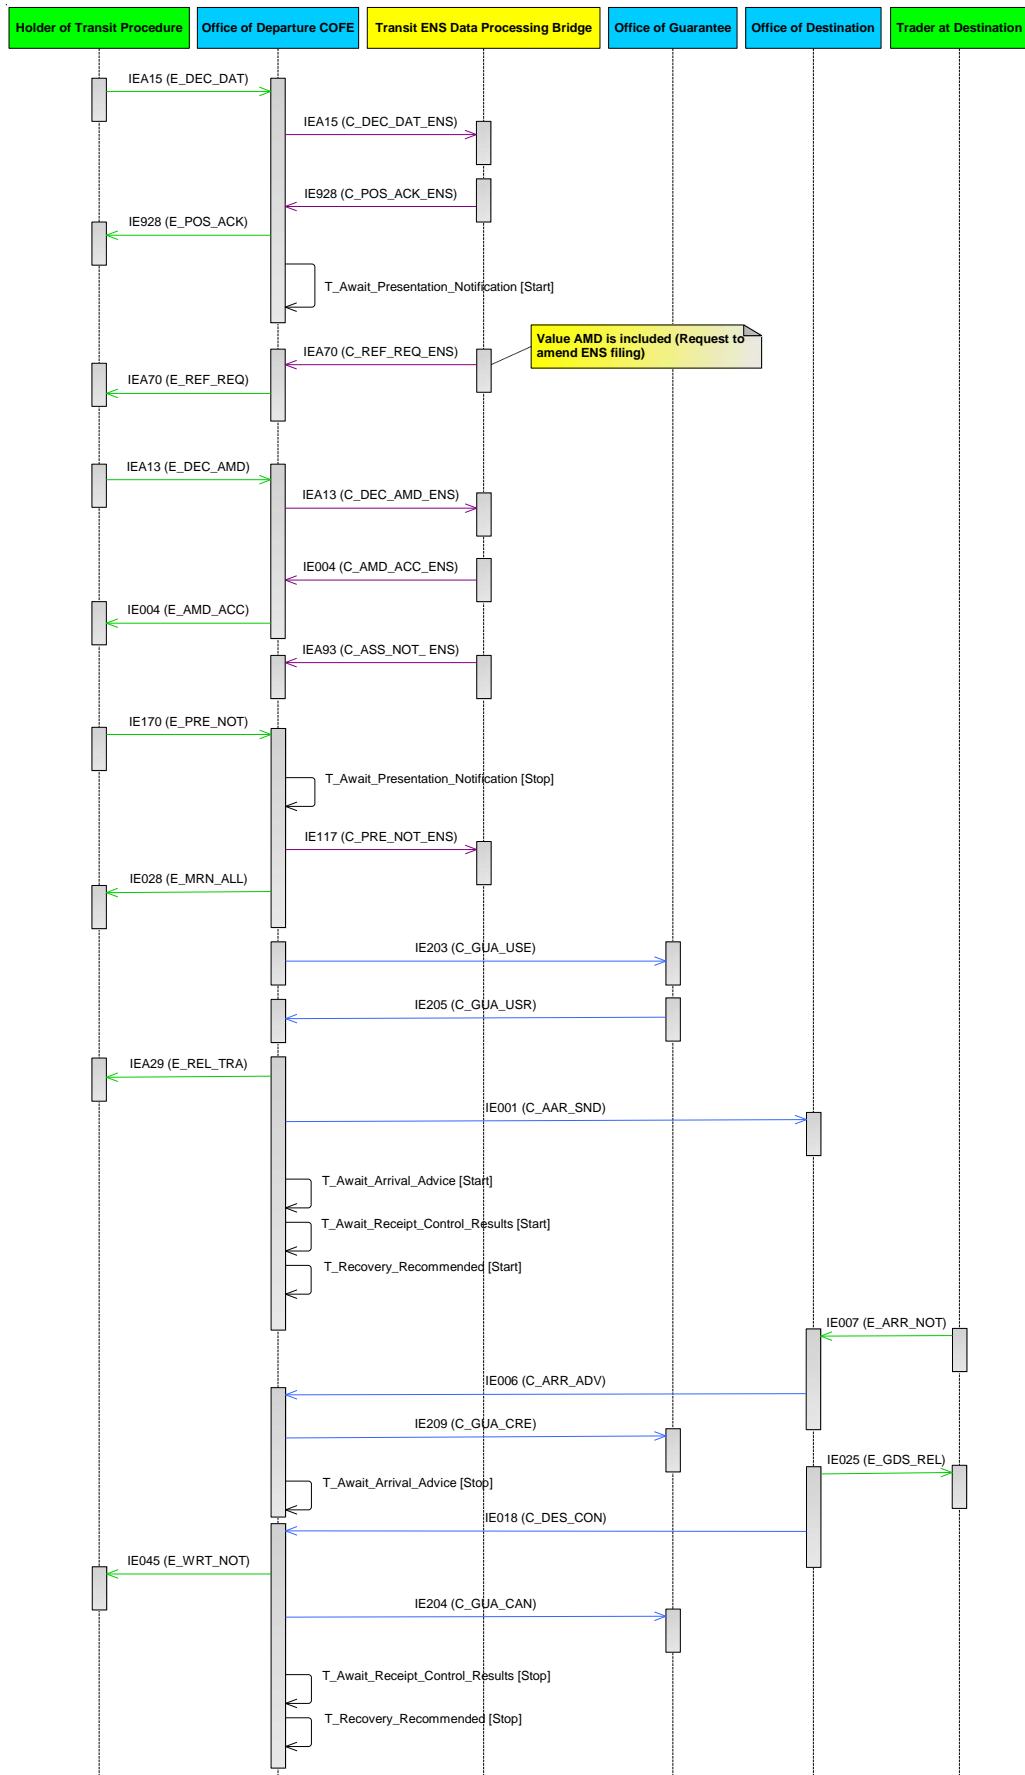 Holder of Transit Procedure
Office of Departure COFE
Transit ENS Data Processing Bridge
Office of Guarantee
Office of Destination
Trader at Destination
IEA15 (E_DEC_DAT)
IEA15 (C_DEC_DAT_ENS)
IE928 (C_POS_ACK_ENS)
IE928 (E_POS_ACK)
T_Await_Presentation_Notification [Start]
Value AMD is included (Request to
amend ENS filing)
IEA70 (C_REF_REQ_ENS)
IEA70 (E_REF_REQ)
IEA13 (E_DEC_AMD)
IEA13 (C_DEC_AMD_ENS)
IE004 (C_AMD_ACC_ENS)
IE004 (E_AMD_ACC)
IEA93 (C_ASS_NOT_ ENS)
IE170 (E_PRE_NOT)
T_Await_Presentation_Notification [Stop]
IE117 (C_PRE_NOT_ENS)
IE028 (E_MRN_ALL)
IE203 (C_GUA_USE)
IE205 (C_GUA_USR)
IEA29 (E_REL_TRA)
IE001 (C_AAR_SND)
T_Await_Arrival_Advice [Start]
T_Await_Receipt_Control_Results [Start]
T_Recovery_Recommended [Start]
IE007 (E_ARR_NOT)
IE006 (C_ARR_ADV)
IE209 (C_GUA_CRE)
IE025 (E_GDS_REL)
T_Await_Arrival_Advice [Stop]
IE018 (C_DES_CON)
IE045 (E_WRT_NOT)
IE204 (C_GUA_CAN)
T_Await_Receipt_Control_Results [Stop]
T_Recovery_Recommended [Stop]